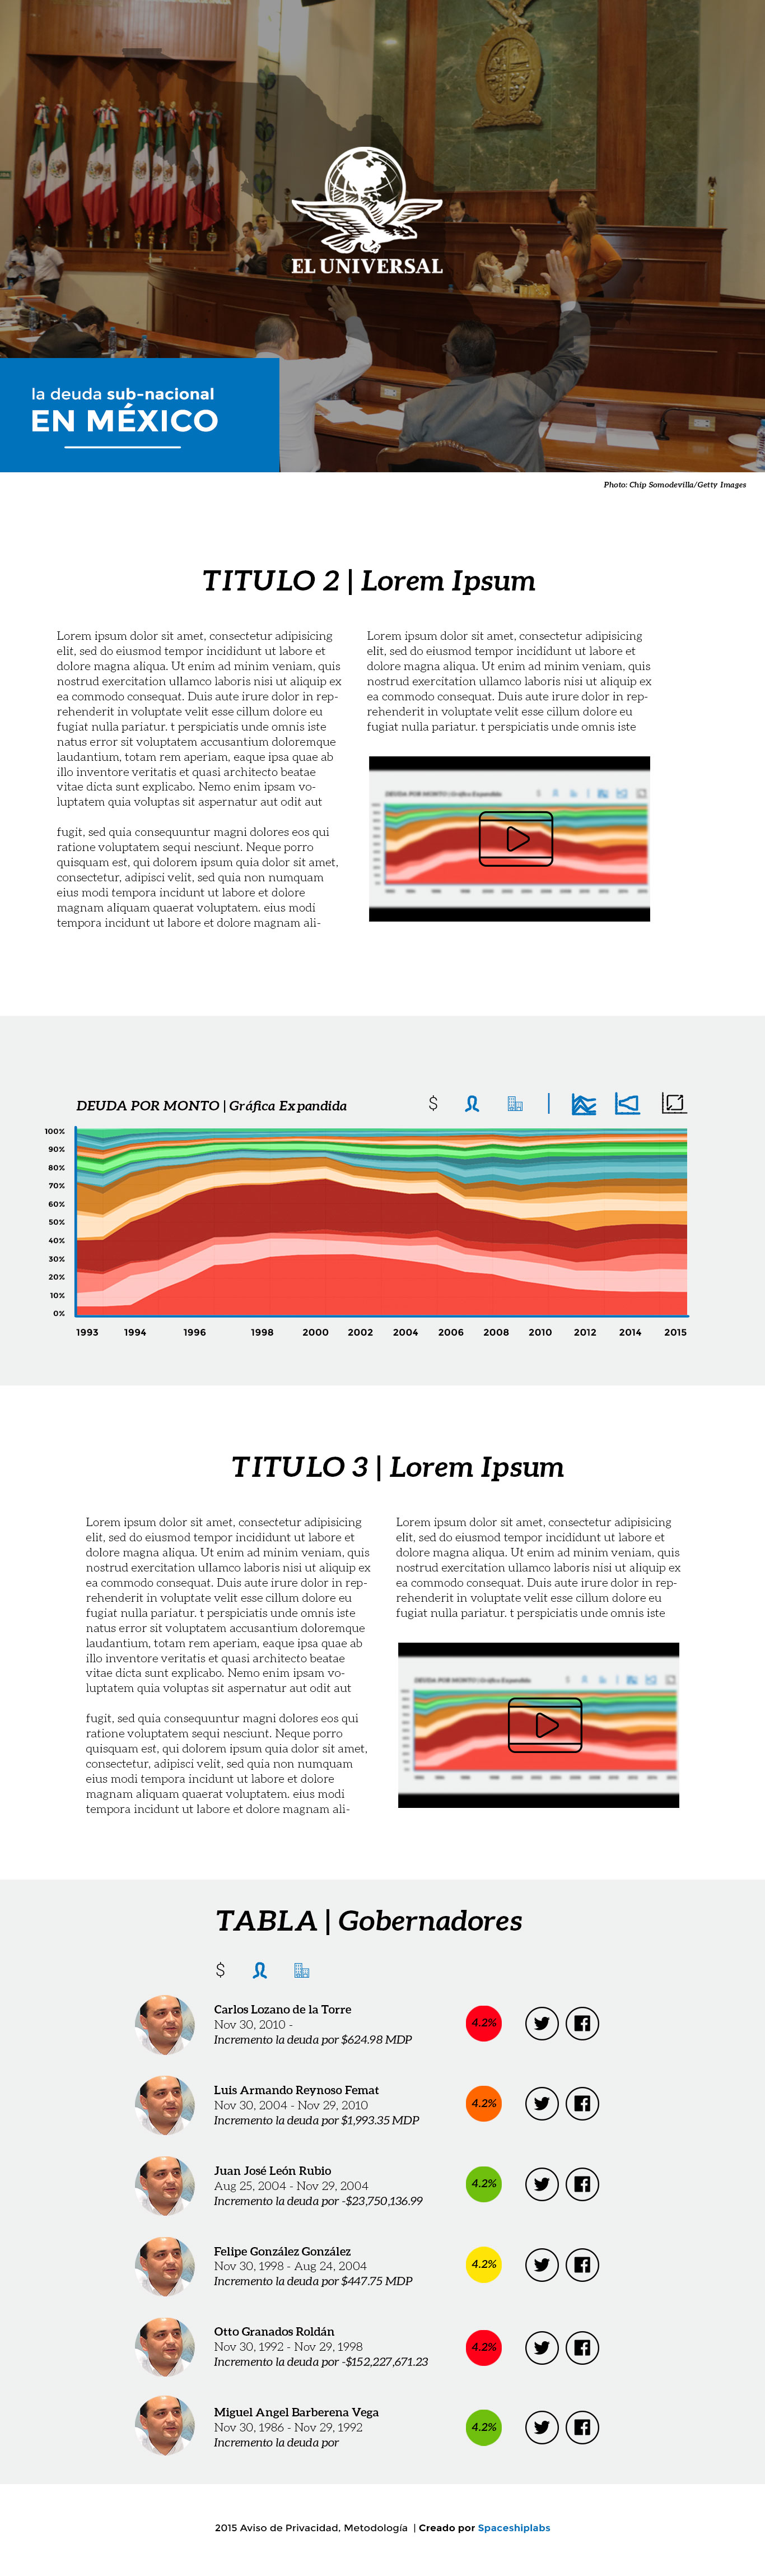 EL UNIVERSAL
la deuda sub-nacional
EN MÉXICO
Photo: Chip Somodevilla/Getty Images
TITULO 2 | Lorem Ipsum
Lorem ipsum dolor sit amet, consectetur adipisicing
elit, sed do eiusmod tempor incididunt ut labore et
dolore magna aliqua. Ut enim ad minim veniam, quis
nostrud exercitation ullamco laboris nisi ut aliquip ex
ea commodo consequat. Duis aute irure dolor in rep-
rehenderit in voluptate velit esse cillum dolore eu
fugiat nulla pariatur. t perspiciatis unde omnis iste
natus error sit voluptatem accusantium doloremque
laudantium, totam rem aperiam, eaque ipsa quae ab
illo inventore veritatis et quasi architecto beatae
vitae dicta sunt explicabo. Nemo enim ipsam vo-
luptatem quia voluptas sit aspernatur aut odit aut
fugit, sed quia consequuntur magni dolores eos qui
ratione voluptatem sequi nesciunt. Neque porro
quisquam est, qui dolorem ipsum quia dolor sit amet,
consectetur, adipisci velit, sed quia non numquam
eius modi tempora incidunt ut labore et dolore
magnam aliquam quaerat voluptatem. eius modi
tempora incidunt ut labore et dolore magnam ali-
Lorem ipsum dolor sit amet, consectetur adipisicing
elit, sed do eiusmod tempor incididunt ut labore et
dolore magna aliqua. Ut enim ad minim veniam, quis
nostrud exercitation ullamco laboris nisi ut aliquip ex
ea commodo consequat. Duis aute irure dolor in rep-
rehenderit in voluptate velit esse cillum dolore eu
fugiat nulla pariatur. t perspiciatis unde omnis iste
DEUDA POR MONTO | Gráfica Expandida
DEUDA POR MONTO | Gráfica Expandida
$
100%
90%
80%
70%
60%
50%
40%
30%
20%
10%
0%
1993 1994 1996 1998 2000 2002 2004 2006 2008 2010 2012 2014 2015
TITULO 3 | Lorem Ipsum
Lorem ipsum dolor sit amet, consectetur adipisicing
elit, sed do eiusmod tempor incididunt ut labore et
dolore magna aliqua. Ut enim ad minim veniam, quis
nostrud exercitation ullamco laboris nisi ut aliquip ex
ea commodo consequat. Duis aute irure dolor in rep-
rehenderit in voluptate velit esse cillum dolore eu
fugiat nulla pariatur. t perspiciatis unde omnis iste
natus error sit voluptatem accusantium doloremque
laudantium, totam rem aperiam, eaque ipsa quae ab
illo inventore veritatis et quasi architecto beatae
vitae dicta sunt explicabo. Nemo enim ipsam vo-
luptatem quia voluptas sit aspernatur aut odit aut
fugit, sed quia consequuntur magni dolores eos qui
ratione voluptatem sequi nesciunt. Neque porro
quisquam est, qui dolorem ipsum quia dolor sit amet,
consectetur, adipisci velit, sed quia non numquam
eius modi tempora incidunt ut labore et dolore
magnam aliquam quaerat voluptatem. eius modi
tempora incidunt ut labore et dolore magnam ali-
Lorem ipsum dolor sit amet, consectetur adipisicing
elit, sed do eiusmod tempor incididunt ut labore et
dolore magna aliqua. Ut enim ad minim veniam, quis
nostrud exercitation ullamco laboris nisi ut aliquip ex
ea commodo consequat. Duis aute irure dolor in rep-
rehenderit in voluptate velit esse cillum dolore eu
fugiat nulla pariatur. t perspiciatis unde omnis iste
DEUDA POR MONTO | Gráfica Expandida
TABLA | Gobernadores
$
Carlos Lozano de la Torre
Nov 30, 2010 -
Incremento la deuda por $624.98 MDP
4.2%
Luis Armando Reynoso Femat
Nov 30, 2004 - Nov 29, 2010
Incremento la deuda por $1,993.35 MDP
4.2%
Juan José León Rubio
Aug 25, 2004 - Nov 29, 2004
Incremento la deuda por -$23,750,136.99
4.2%
Felipe González González
Nov 30, 1998 - Aug 24, 2004
Incremento la deuda por $447.75 MDP
4.2%
Otto Granados Roldán
Nov 30, 1992 - Nov 29, 1998
Incremento la deuda por -$152,227,671.23
4.2%
Miguel Angel Barberena Vega
Nov 30, 1986 - Nov 29, 1992
Incremento la deuda por
4.2%
2015 Aviso de Privacidad, Metodología | Creado por Spaceshiplabs